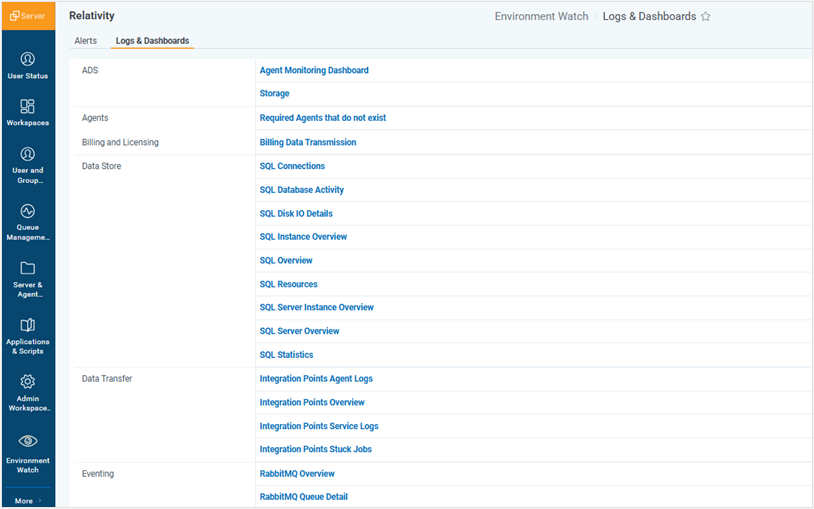 Server
Relativity
Environment Watch
Logs & Dashboards
Alerts
Logs & Dashboards
User Status
Workspaces
User and
Group...
Queue
Manageme...
Server &
Agent...
Applications
& Scripts
Admin
Workspace...
Environment
Watch
More
ADS
Agent Monitoring Dashboard
Storage
Agents
Required Agents that do not exist
Billing and Licensing
Billing Data Transmission
Data Store
SQL Connections
SQL Database Activity
SQL Disk IO Details
SQL Instance Overview
SQL Overview
SQL Resources
SQL Server Instance Overview
SQL Server Overview
SQL Statistics
Data Transfer
Integration Points Agent Logs
Integration Points Overview
Integration Points Service Logs
Integration Points Stuck Jobs
Eventing
RabbitMQ Overview
RabbitMQ Queue Detail